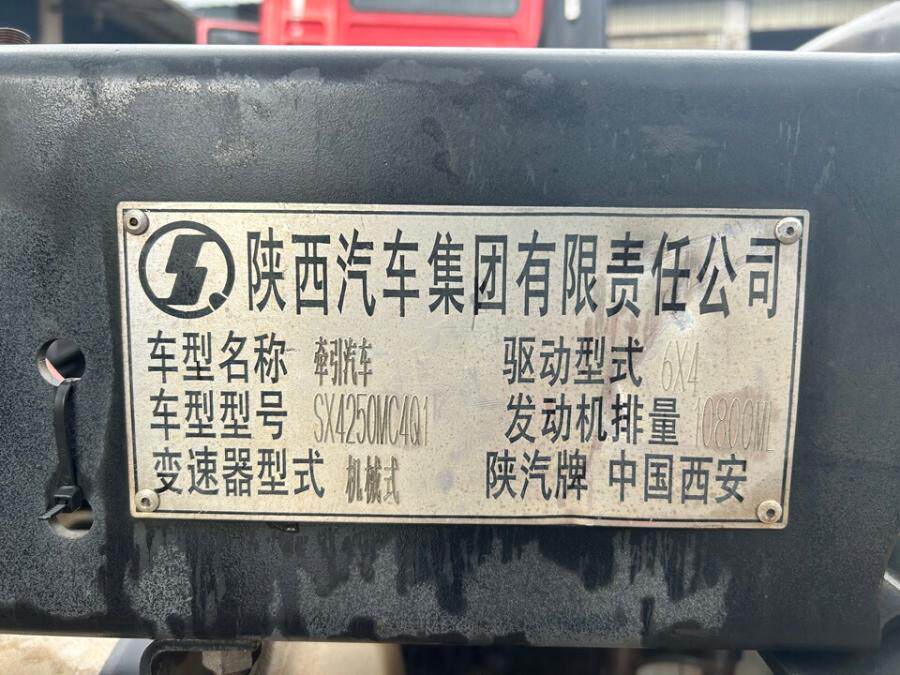 陕西汽车集团有限责任公司
车型名称 牵引汽车 驱动型式 6X4
车型型号 SX4250MC4Q1 发动机排量 10800ML
变速器型式 机械式 陕汽牌 中国西安